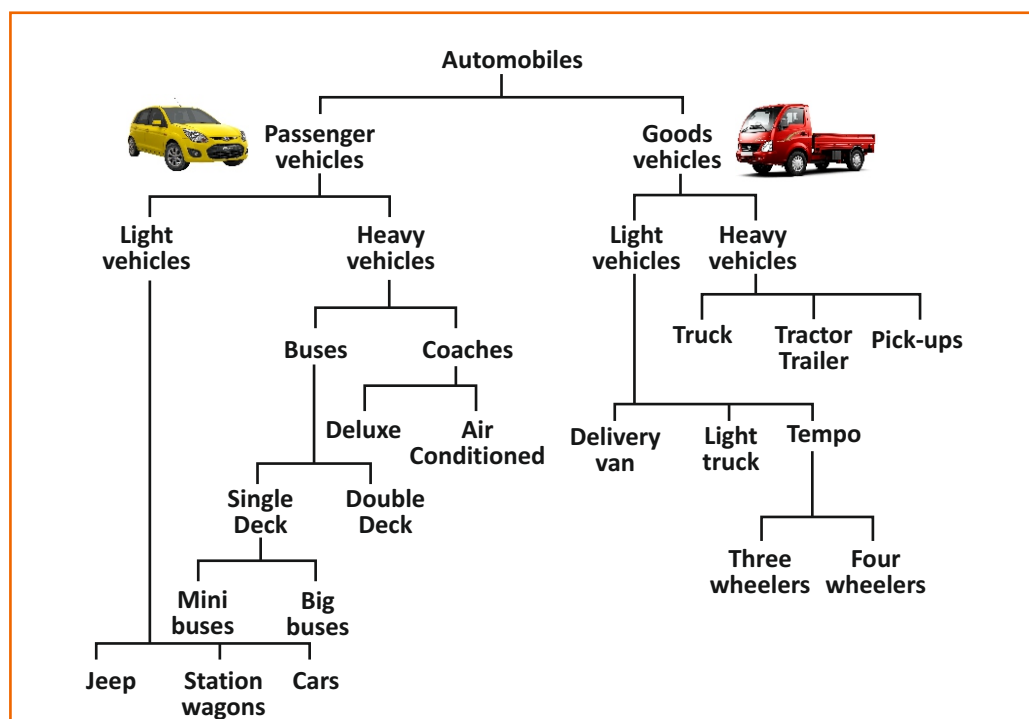 Automobiles
Passenger
vehicles
Goods
vehicles
Light
vehicles
Heavy
vehicles
Light
vehicles
Heavy
vehicles
Buses
Coaches
Truck
Tractor
Trailer
Pick-ups
Deluxe
Air
Conditioned
Delivery
van
Light
truck
Tempo
Single
Deck
Double
Deck
Three
wheelers
Four
wheelers
Mini
buses
Big
buses
Jeep
Station
wagons
Cars